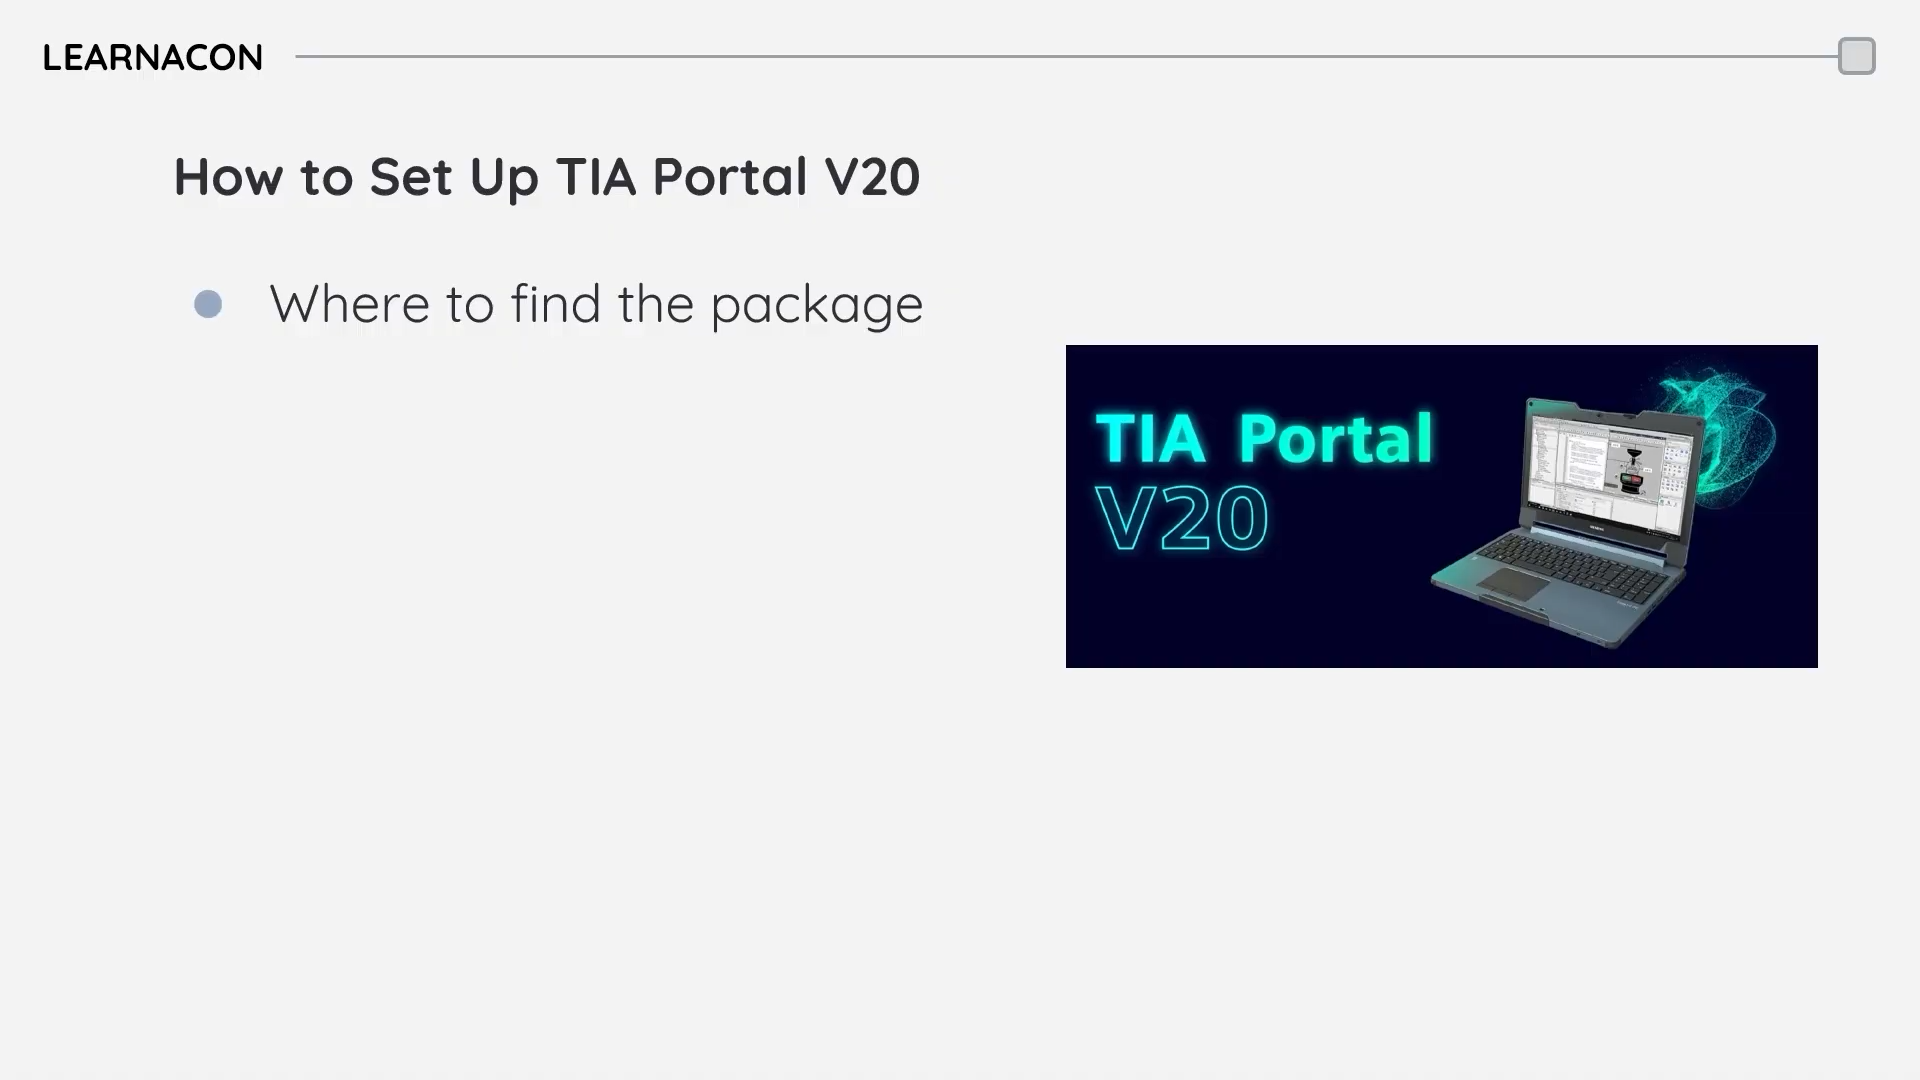 LEARNACON
How to Set Up TIA Portal V20
Where to find the package
TIA Portal
V20